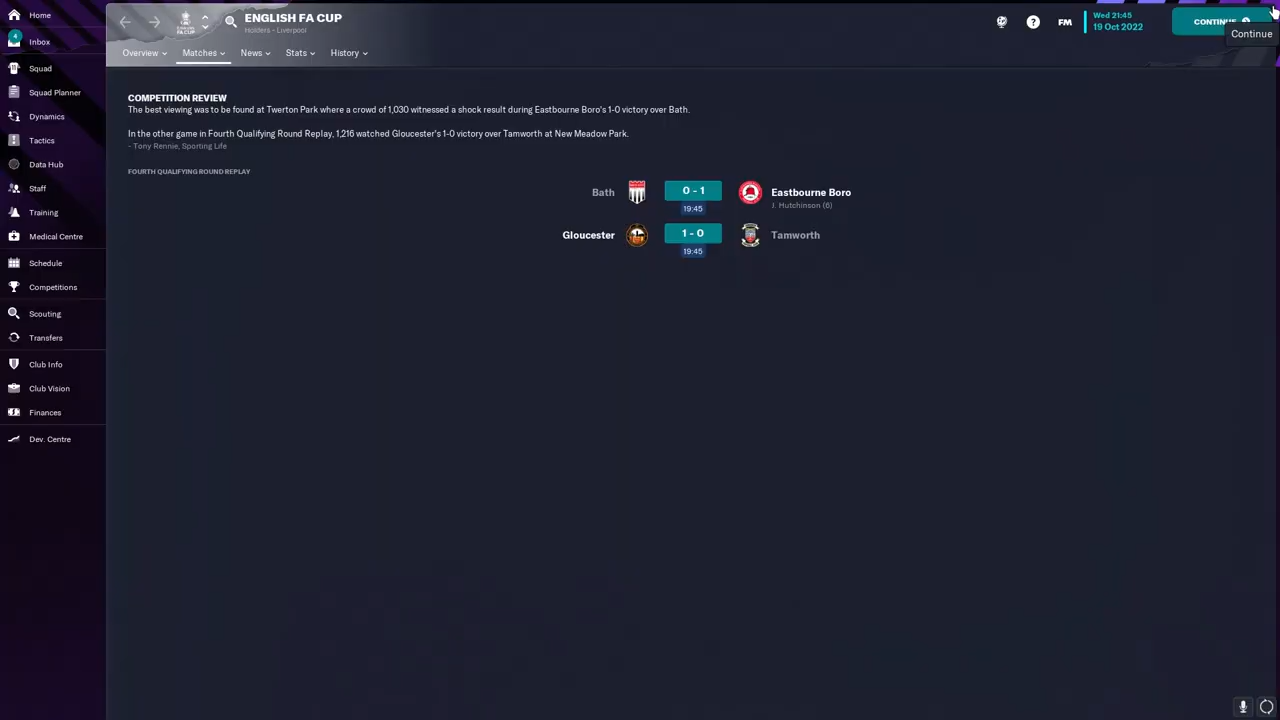 Home
ENGLISH FA CUP
Holders - Liverpool
FM
Wed 21:45
19 Oct 2022
CONTINUE
Continue
4
Inbox
Overview
Matches
News
Stats
History
Squad
Squad Planner
Dynamics
Tactics
Data Hub
Staff
Training
Medical Centre
Schedule
Competitions
Scouting
Transfers
Club Info
Club Vision
Finances
Dev. Centre
COMPETITION REVIEW
The best viewing was to be found at Twerton Park where a crowd of 1,030 witnessed a shock result during Eastbourne Boro's 1-0 victory over Bath.
In the other game in Fourth Qualifying Round Replay, 1,216 watched Gloucester's 1-0 victory over Tamworth at New Meadow Park.
- Tony Rennie, Sporting Life
FOURTH QUALIFYING ROUND REPLAY
Bath 0 - 1 Eastbourne Boro
19:45 J. Hutchinson (6)
Gloucester 1 - 0 Tamworth
19:45